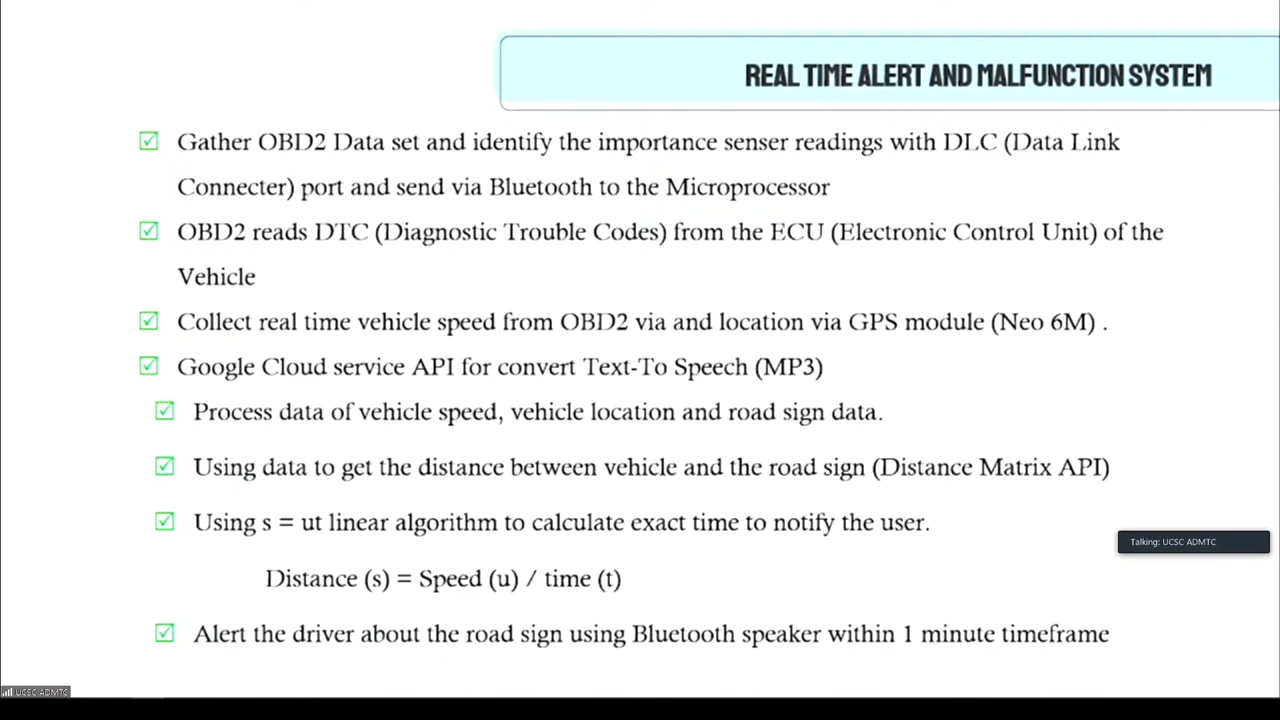 REAL TIME ALERT AND MALFUNCTION SYSTEM
Gather OBD2 Data set and identify the importance senser readings with DLC (Data Link
Connecter) port and send via Bluetooth to the Microprocessor
OBD2 reads DTC (Diagnostic Trouble Codes) from the ECU (Electronic Control Unit) of the
Vehicle
Collect real time vehicle speed from OBD2 via and location via GPS module (Neo 6M) .
Google Cloud service API for convert Text-To Speech (MP3)
Process data of vehicle speed, vehicle location and road sign data.
Using data to get the distance between vehicle and the road sign (Distance Matrix API)
Using s = ut linear algorithm to calculate exact time to notify the user.
Talking: UCSC ADMTC
Distance (s) = Speed (u) / time (t)
Alert the driver about the road sign using Bluetooth speaker within 1 minute timeframe
UCSC ADMTC